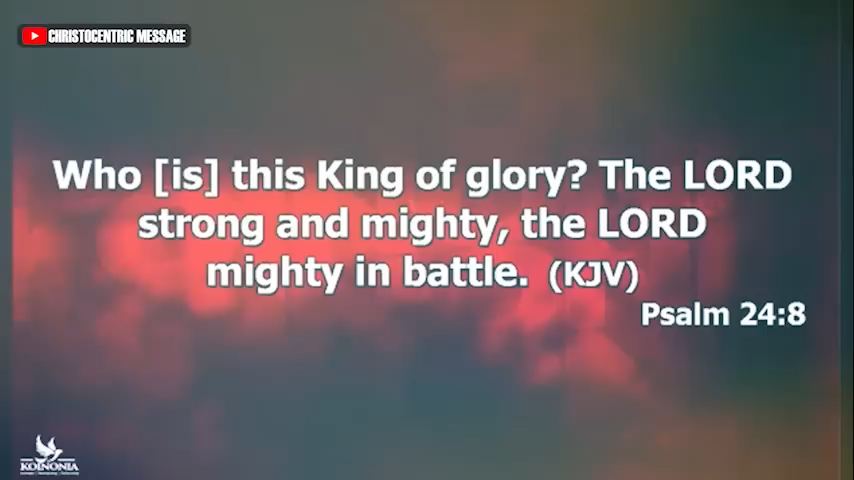 CHRISTOCENTRIC MESSAGE
Who [is] this King of glory? The LORD
strong and mighty, the LORD
mighty in battle. (KJV)
Psalm 24:8
KOINONIA